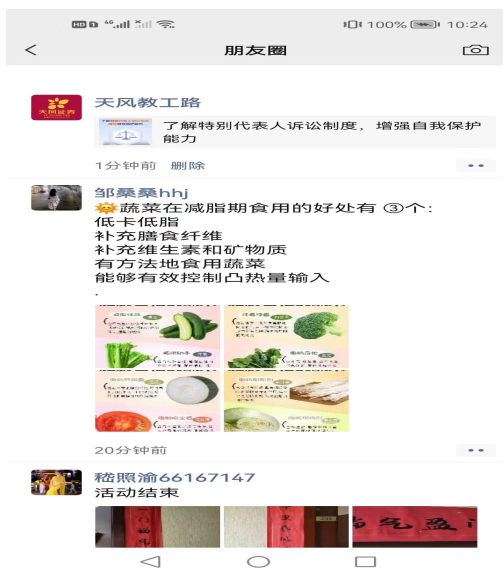 HD 46 100% 10:24
朋友圈
天风证券
天风教工路
了解特别代表人诉讼制度，增强自我保护
能力
1分钟前 删除
邹桑桑hhj
蔬菜在减脂期食用的好处有 ③个：
低卡低脂
补充膳食纤维
补充维生素和矿物质
有方法地食用蔬菜
能够有效控制凸热量输入
.
20分钟前
嵇照渝66167147
活动结束